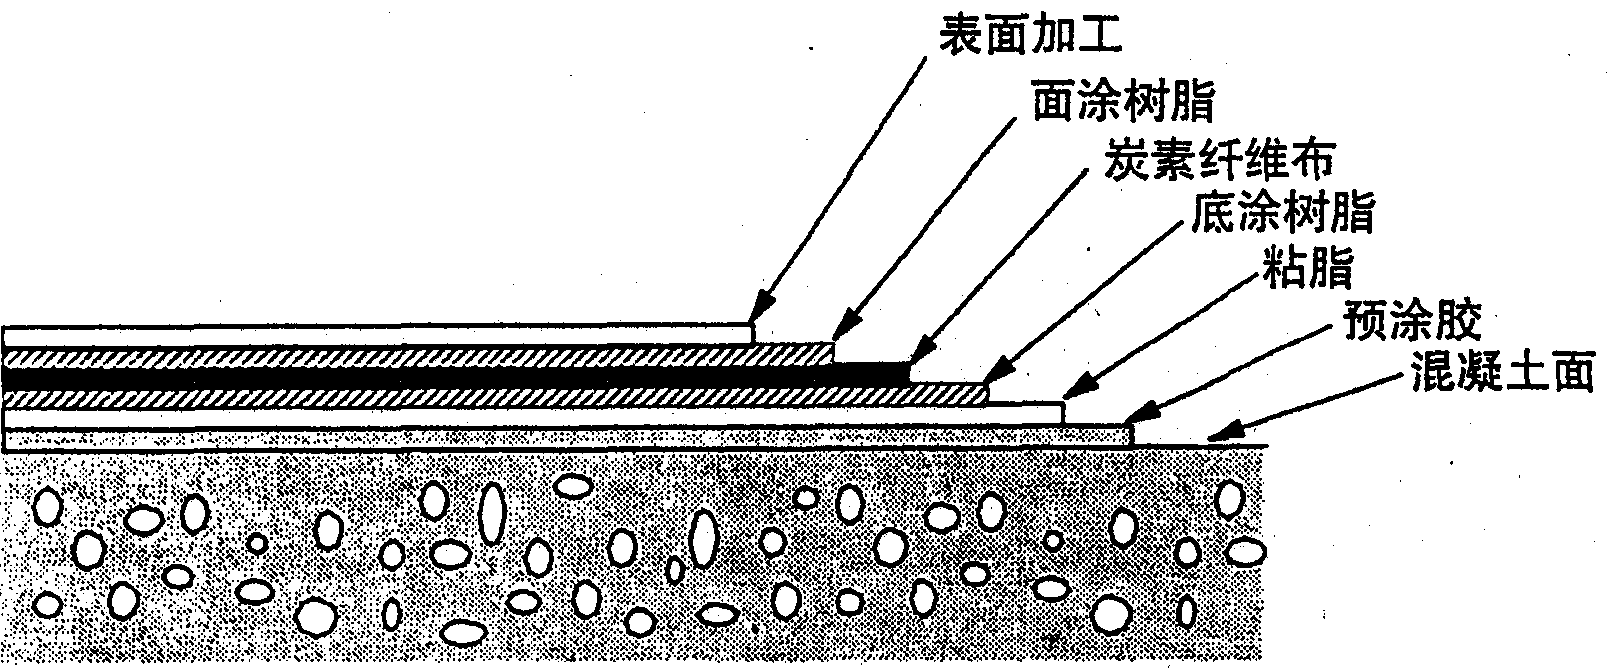 表面加工
面涂树脂
炭素纤维布
底涂树脂
粘脂
预涂胶
混凝土面